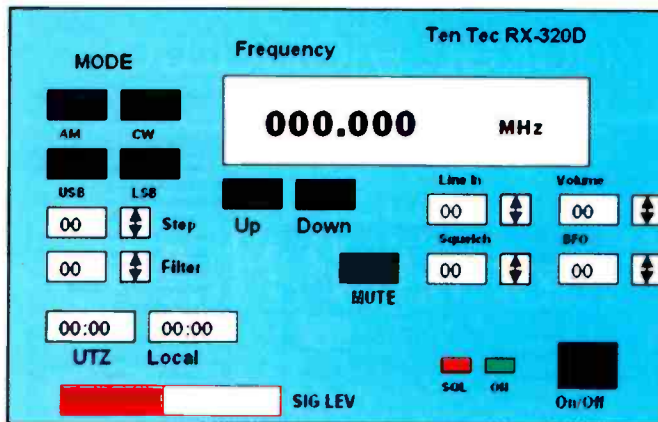 Ten Tec RX-320D
Frequency
MODE
000.000 MHz
AM CW
USB LSB
Line In Volume
00 Step
Up Down
00 00
Squelch BFO
00 Filter
MUTE
00 00
00:00 00:00
UTZ Local
SQL ON
SIG LEV
On/Off